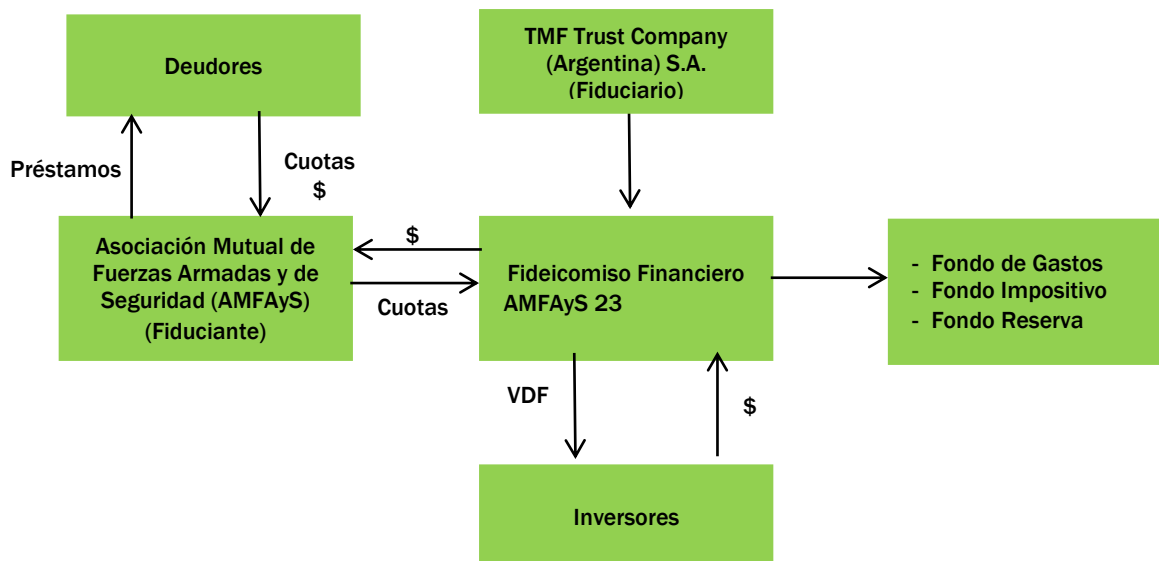 Deudores
TMF Trust Company
(Argentina) S.A.
(Fiduciario)
Préstamos
Cuotas
$
Asociación Mutual de
Fuerzas Armadas y de
Seguridad (AMFAyS)
(Fiduciante)
$
Cuotas
Fideicomiso Financiero
AMFAyS 23
- Fondo de Gastos
- Fondo Impositivo
- Fondo Reserva
VDF
$
Inversores